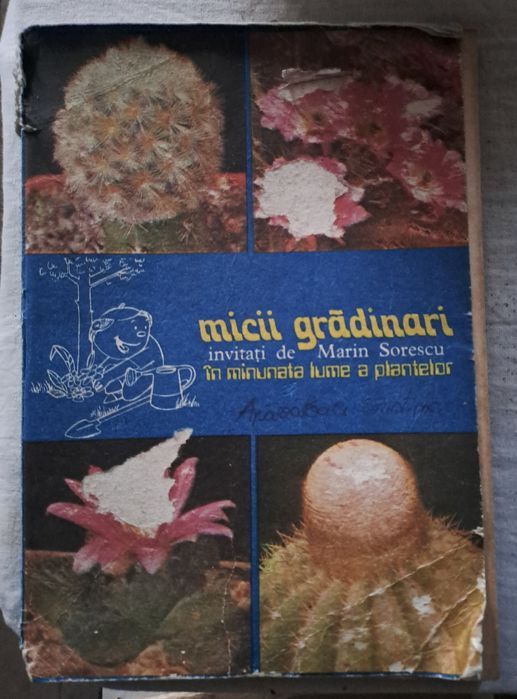 micii grădinari
invitați de Marin Sorescu
în minunata lume a plantelor